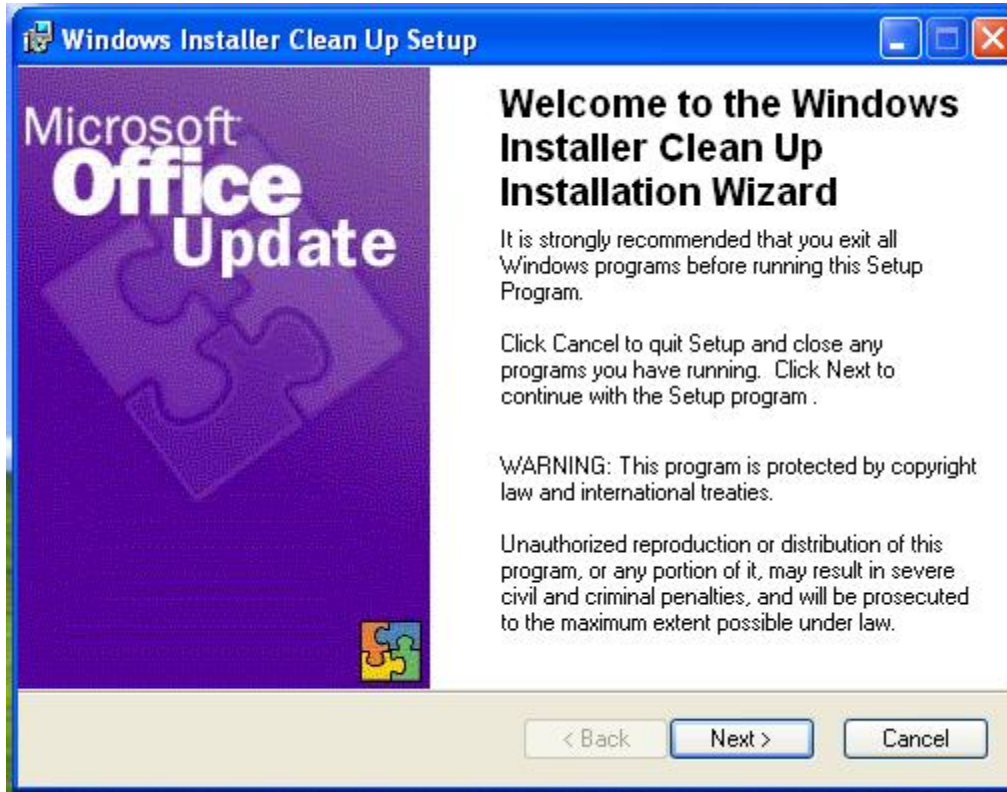 Windows Installer Clean Up Setup
Microsoft
Office
Update
Welcome to the Windows
Installer Clean Up
Installation Wizard
It is strongly recommended that you exit all
Windows programs before running this Setup
Program.
Click Cancel to quit Setup and close any
programs you have running.  Click Next to
continue with the Setup program .
WARNING: This program is protected by copyright
law and international treaties.
Unauthorized reproduction or distribution of this
program, or any portion of it, may result in severe
civil and criminal penalties, and will be prosecuted
to the maximum extent possible under law.
< Back   Next >   Cancel